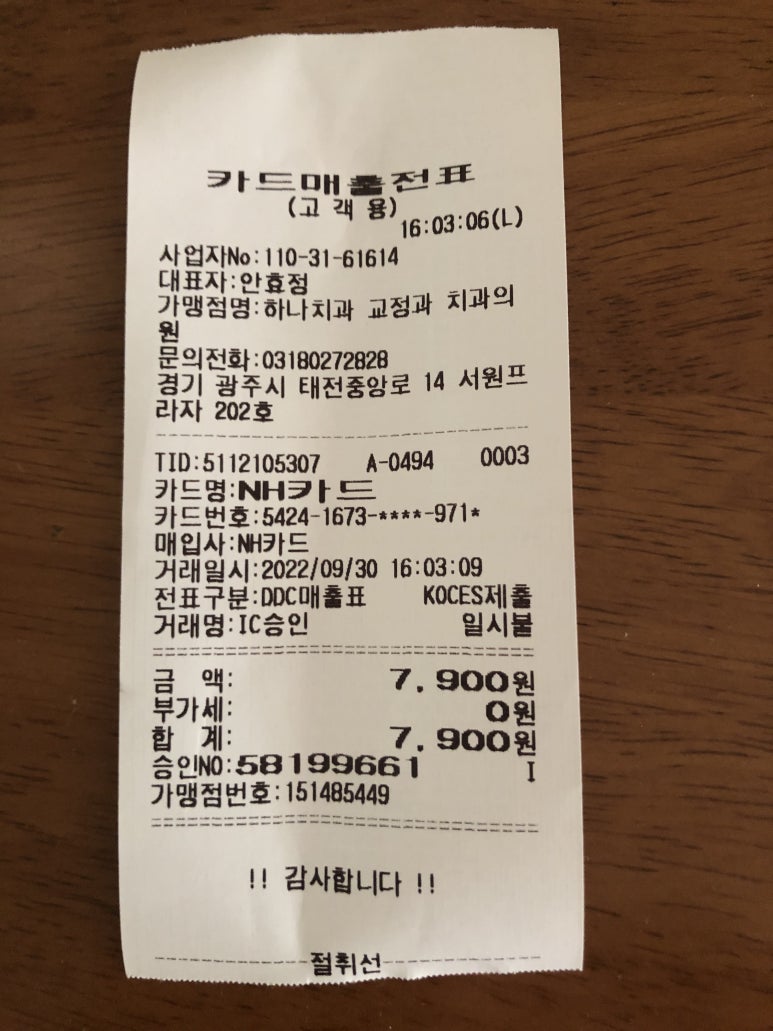 카드매출전표
(고 객 용)
16:03:06(L)
사업자No:110-31-61614
대표자:안효정
가맹점명:하나치과 교정과 치과의
원
문의전화:03180272828
경기 광주시 태전중앙로 14 서원프
라자 202호
TID:5112105307 A-0494 0003
카드명:NH카드
카드번호:5424-1673-****-971*
매입사:NH카드
거래일시:2022/09/30 16:03:09
전표구분:DDC매출표 KOCES제출
거래명:IC승인 일시불
금 액: 7,900원
부가세: 0원
합 계: 7,900원
승인NO:58199661 I
가맹점번호:151485449
!! 감사합니다 !!
절취선